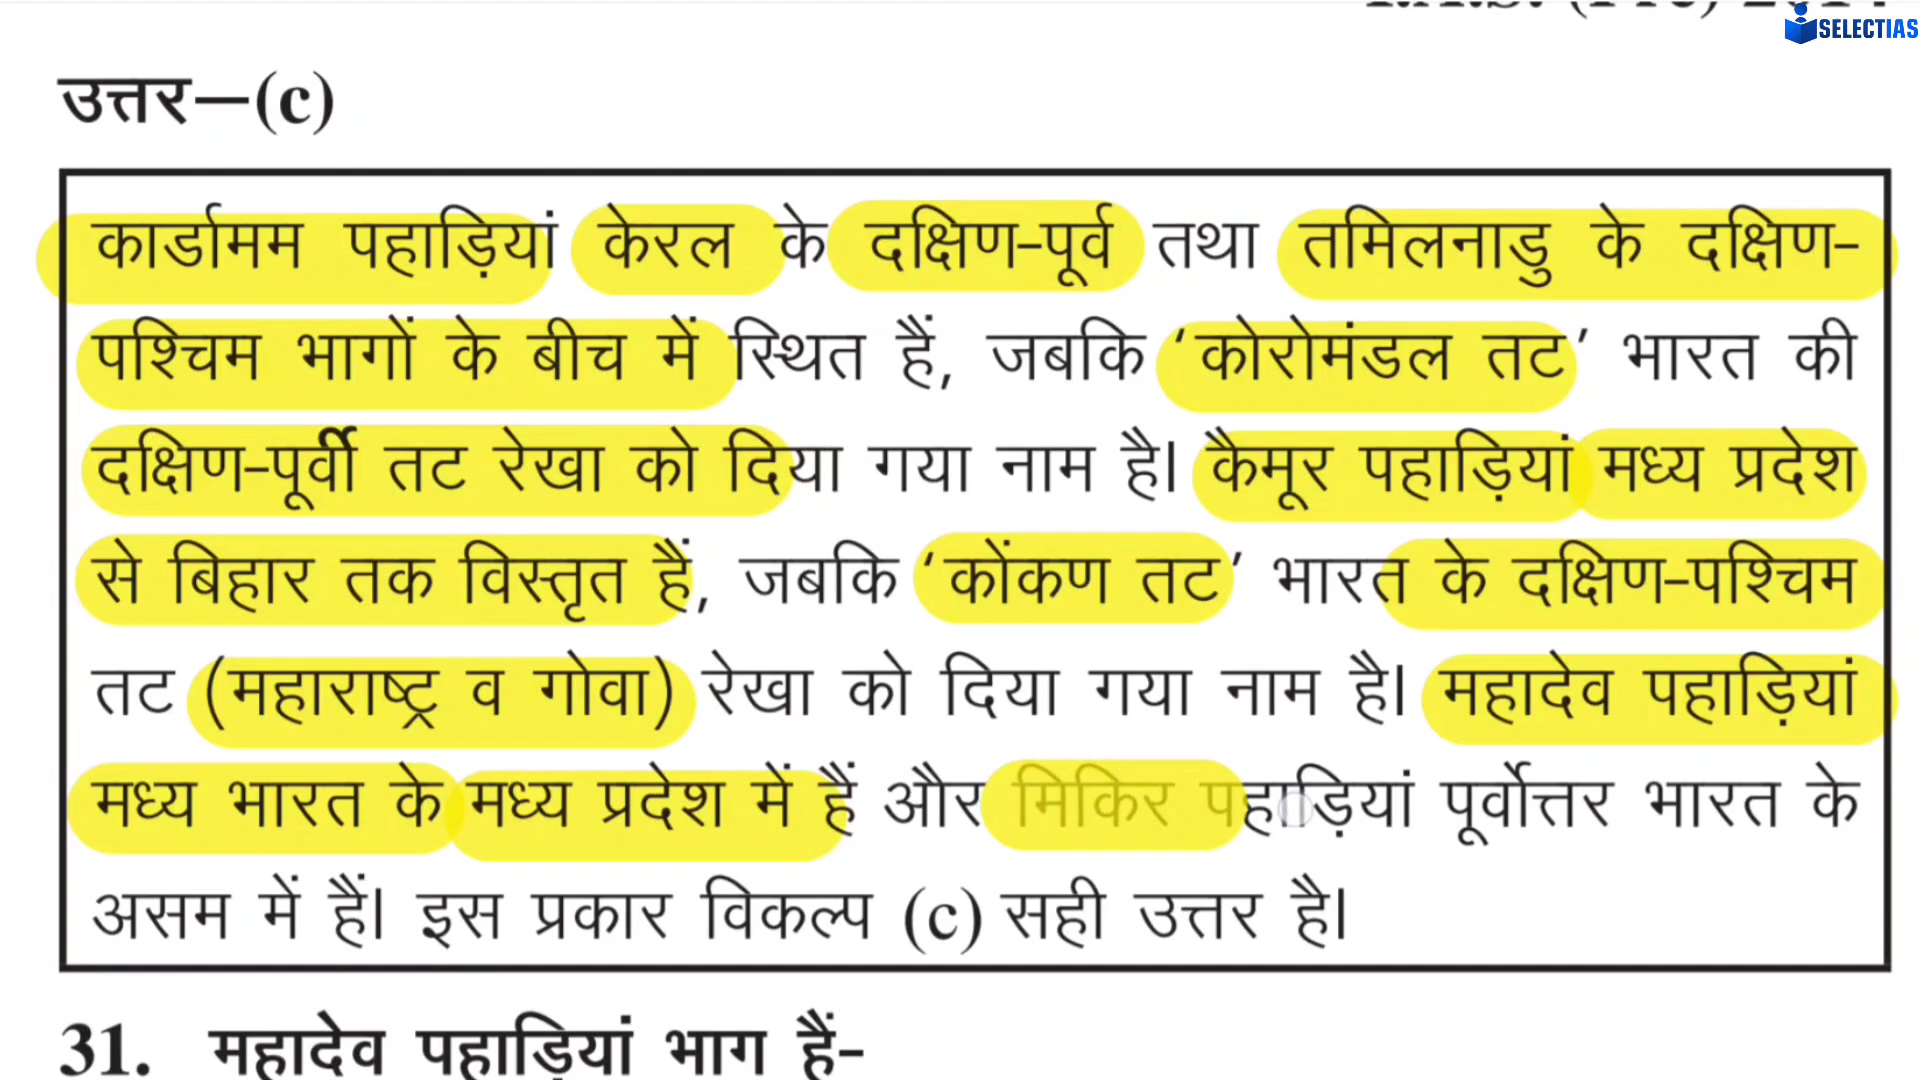 SELECTIAS
उत्तर—(c)
कार्डामम पहाड़ियां केरल के दक्षिण-पूर्व तथा तमिलनाडु के दक्षिण-
पश्चिम भागों के बीच में स्थित हैं, जबकि ‘कोरोमंडल तट’ भारत की
दक्षिण-पूर्वी तट रेखा को दिया गया नाम है। कैमूर पहाड़ियां मध्य प्रदेश
से बिहार तक विस्तृत हैं, जबकि ‘कोंकण तट’ भारत के दक्षिण-पश्चिम
तट (महाराष्ट्र व गोवा) रेखा को दिया गया नाम है। महादेव पहाड़ियां
मध्य भारत के मध्य प्रदेश में हैं और मिकिर पहाड़ियां पूर्वोत्तर भारत के
असम में हैं। इस प्रकार विकल्प (c) सही उत्तर है।
31. महादेव पहाड़ियां भाग हैं-